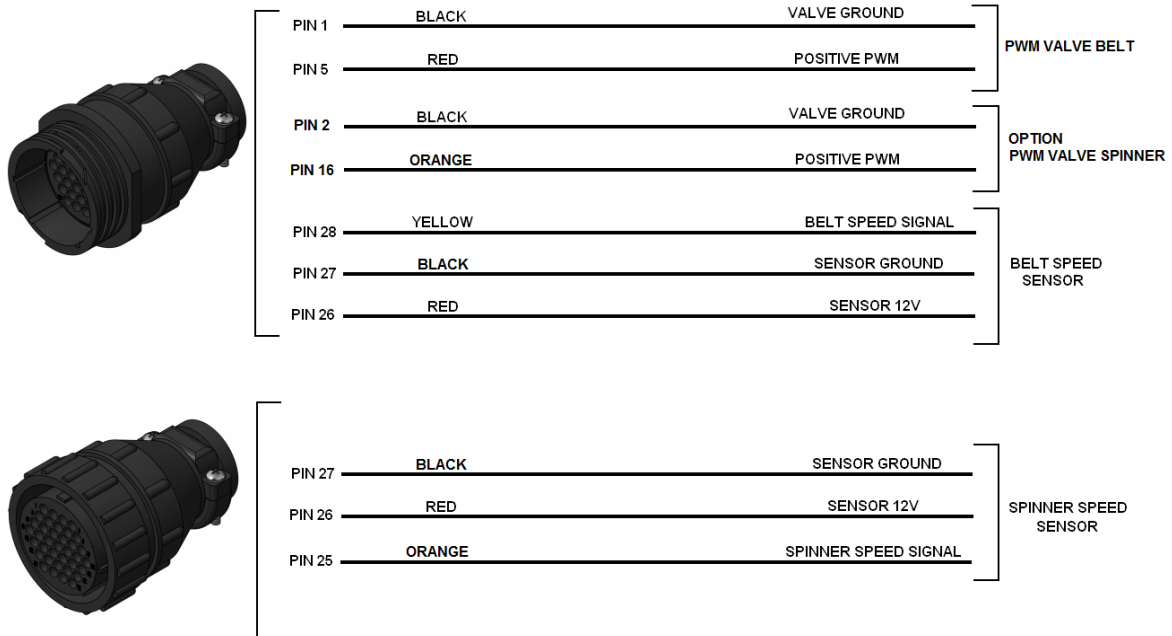 PIN 1 BLACK VALVE GROUND
PIN 5 RED POSITIVE PWM
PWM VALVE BELT
PIN 2 BLACK VALVE GROUND
PIN 16 ORANGE POSITIVE PWM
OPTION
PWM VALVE SPINNER
PIN 28 YELLOW BELT SPEED SIGNAL
PIN 27 BLACK SENSOR GROUND
PIN 26 RED SENSOR 12V
BELT SPEED
SENSOR
PIN 27 BLACK SENSOR GROUND
PIN 26 RED SENSOR 12V
PIN 25 ORANGE SPINNER SPEED SIGNAL
SPINNER SPEED
SENSOR